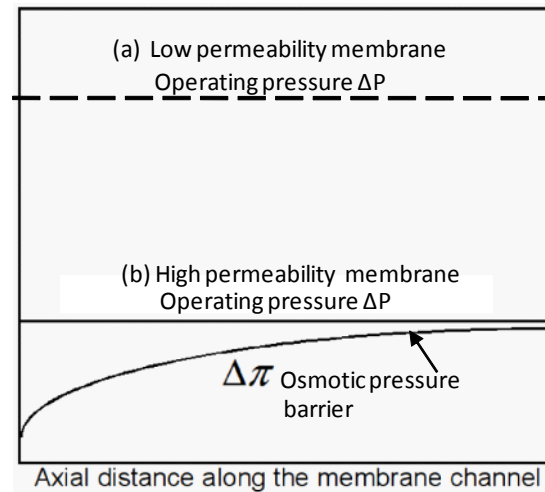 (a) Low permeability membrane
Operating pressure ΔP
(b) High permeability membrane
Operating pressure ΔP
Δπ Osmotic pressure
barrier
Axial distance along the membrane channel